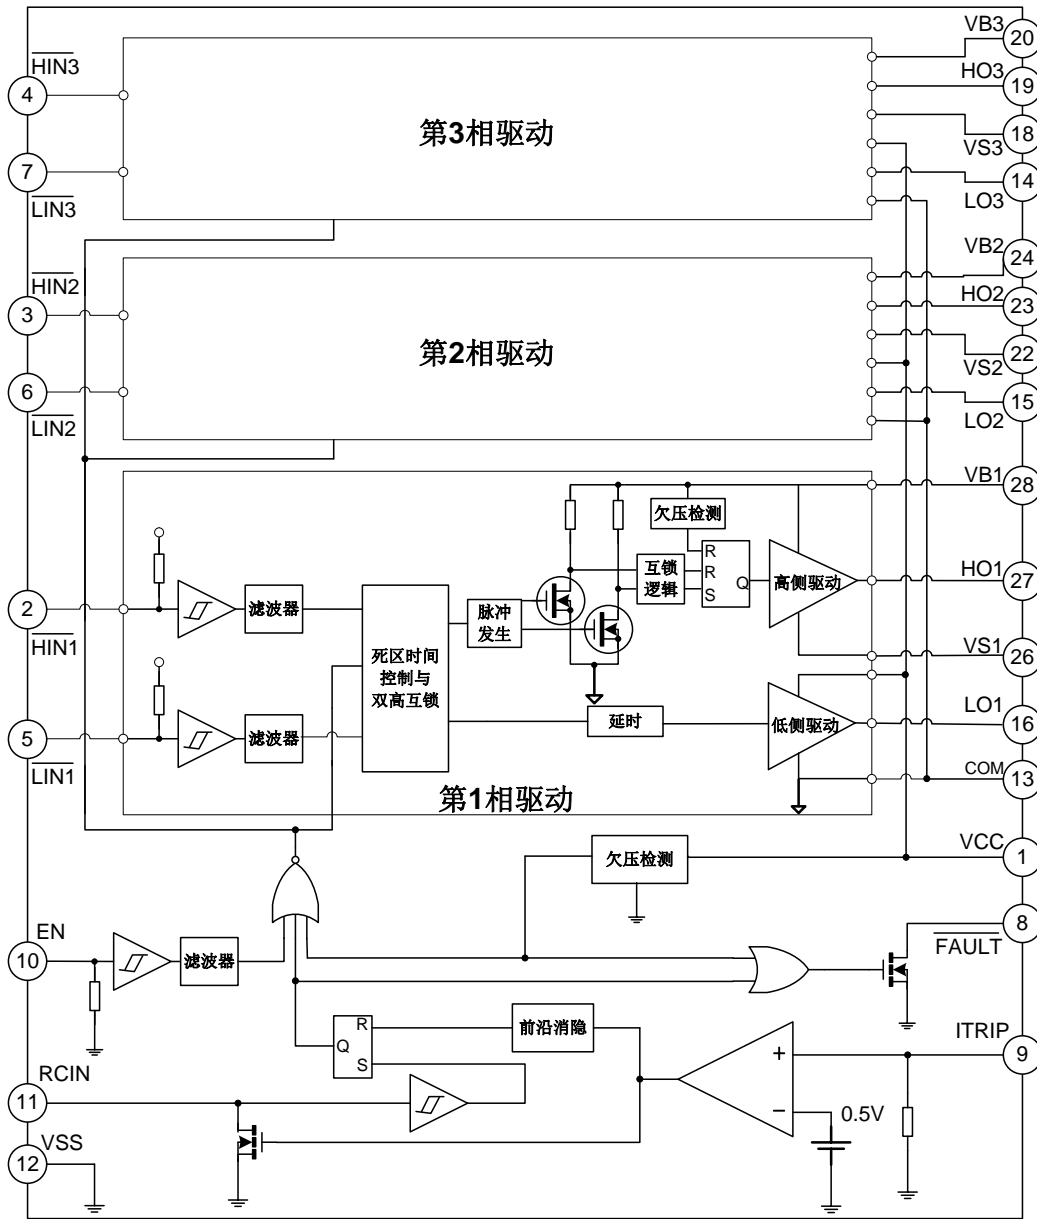 VB3
20
HIN3
HO3
4
19
第3相驱动
18
VS3
7
14
LIN3
LO3
VB2
24
HIN2
HO2
23
3
第2相驱动
22
VS2
6
15
LIN2
LO2
VB1
28
欠压检测
R
R
S
Q
互锁
逻辑
高侧驱动
HO1
27
2
HIN1
滤波器
脉冲
发生
死区时间
控制与
双高互锁
VS1
26
LO1
16
5
LIN1
滤波器
延时
低侧驱动
COM
13
第1相驱动
VCC
1
欠压检测
8
FAULT
EN
10
滤波器
R
Q
S
前沿消隐
ITRIP
9
+
−
0.5V
RCIN
11
VSS
12